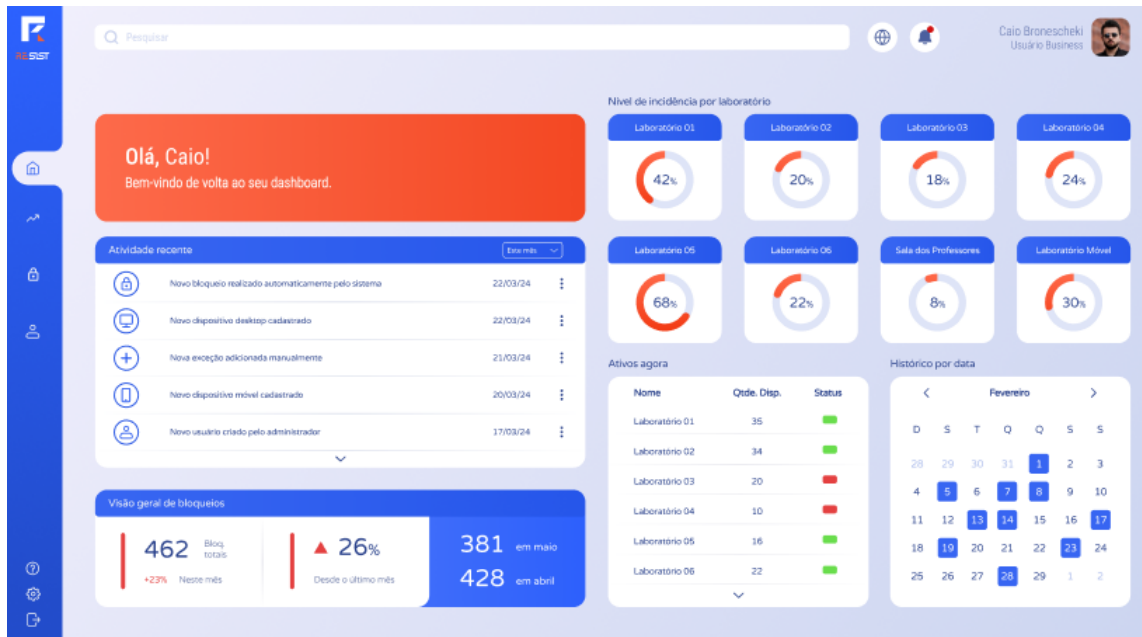 RESIST
Pesquisar
Caio Bronescheki
Usuário Business
Olá, Caio!
Bem-vindo de volta ao seu dashboard.
Atividade recente
Este mês
Novo bloqueio realizado automaticamente pelo sistema 22/03/24
Novo dispositivo desktop cadastrado 22/03/24
Nova exceção adicionada manualmente 21/03/24
Novo dispositivo móvel cadastrado 20/03/24
Novo usuário criado pelo administrador 17/03/24
Visão geral de bloqueios
462 Bloq. totais
+23% Neste mês
26%
Desde o último mês
381 em maio
428 em abril
Nível de incidência por laboratório
Laboratório 01 Laboratório 02 Laboratório 03 Laboratório 04
42% 20% 18% 24%
Laboratório 05 Laboratório 06 Sala dos Professores Laboratório Móvel
68% 22% 8% 30%
Ativos agora
Nome Qtde. Disp. Status
Laboratório 01 35
Laboratório 02 34
Laboratório 03 20
Laboratório 04 10
Laboratório 05 16
Laboratório 06 22
Histórico por data
Fevereiro
D S T Q Q S S
28 29 30 31 1 2 3
4 5 6 7 8 9 10
11 12 13 14 15 16 17
18 19 20 21 22 23 24
25 26 27 28 29 1 2